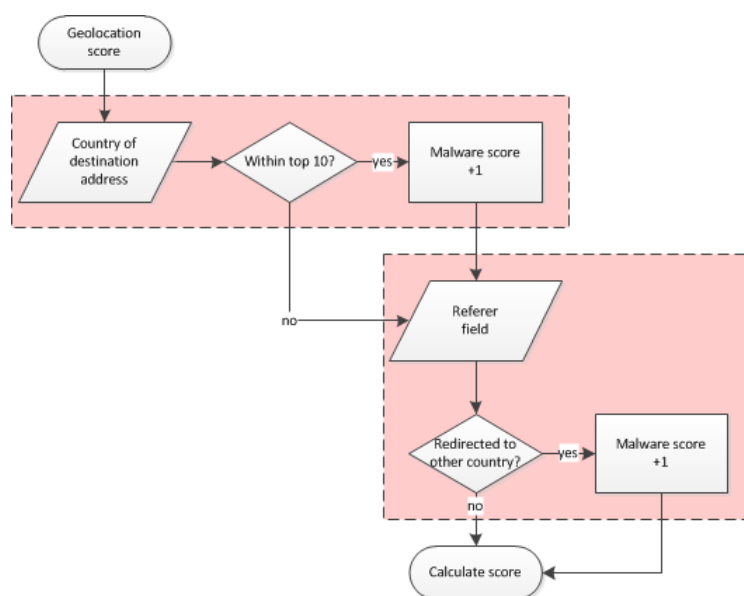 Geolocation
score
Country of
destination
address
Within top 10?
yes
Malware score
+1
no
Referer
field
Redirected to
other country?
yes
Malware score
+1
no
Calculate score